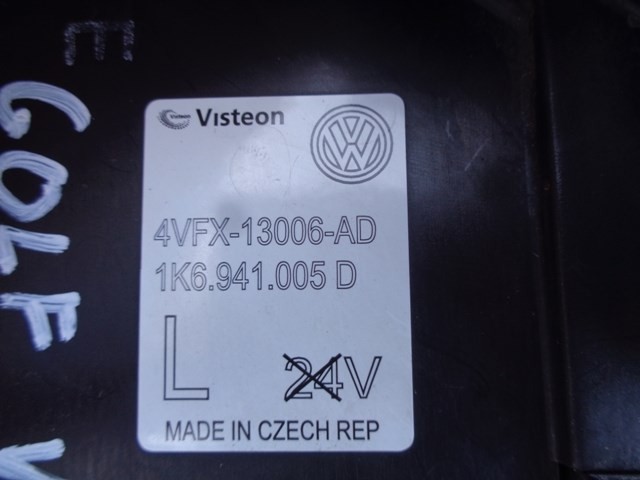 Visteon
4VFX-13006-AD
1K6.941.005 D
L 24V
MADE IN CZECH REP
E
GOLF V